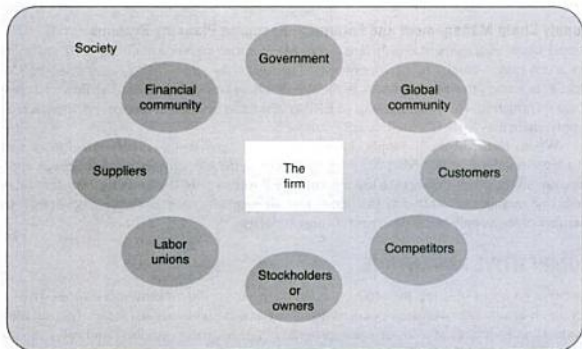 Society
Government
Financial
community
Global
community
Suppliers
The
firm
Customers
Labor
unions
Competitors
Stockholders
or
owners